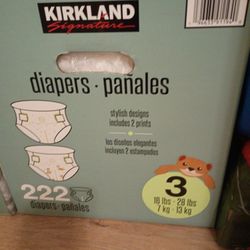 KIRKLAND
Signature
diapers · pañales
stylish designs
includes 2 prints
los diseños elegantes
incluyen 2 estampados
3
16 lbs - 28 lbs
7 kg - 13 kg
222
diapers · pañales